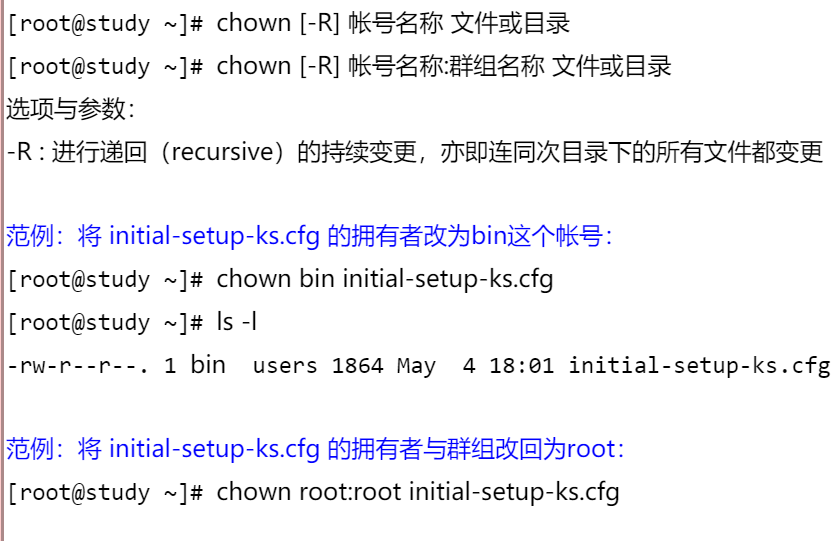 [root@study ~]# chown [-R] 帐号名称 文件或目录
[root@study ~]# chown [-R] 帐号名称:群组名称 文件或目录
选项与参数：
-R : 进行递回（recursive）的持续变更，亦即连同次目录下的所有文件都变更
范例：将 initial-setup-ks.cfg 的拥有者改为bin这个帐号：
[root@study ~]# chown bin initial-setup-ks.cfg
[root@study ~]# ls -l
-rw-r--r--. 1 bin  users 1864 May  4 18:01 initial-setup-ks.cfg
范例：将 initial-setup-ks.cfg 的拥有者与群组改回为root：
[root@study ~]# chown root:root initial-setup-ks.cfg